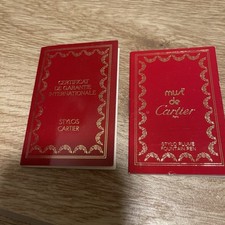 CERTIFICAT
DE GARANTIE
INTERNATIONALE
STYLOS
CARTIER
must
de
Cartier
STYLO PLUME
FOUNTAIN PEN